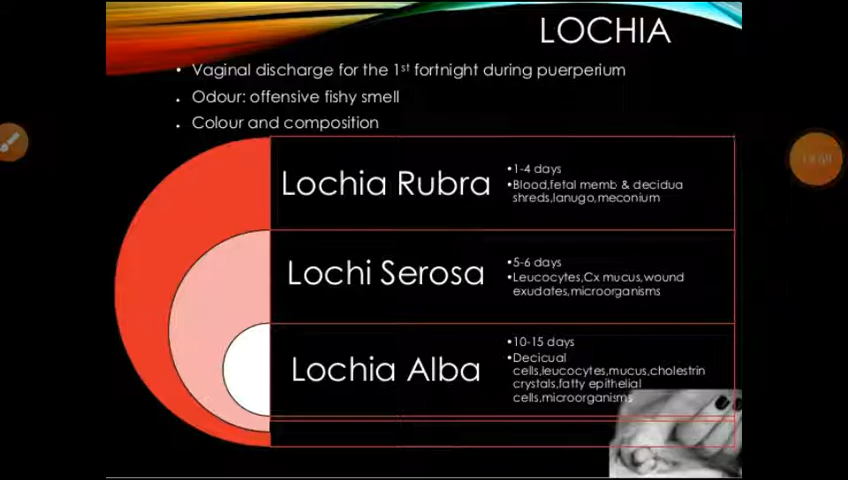 LOCHIA
• Vaginal discharge for the 1st fortnight during puerperium
• Odour: offensive fishy smell
• Colour and composition
Lochia Rubra
•1-4 days
•Blood,fetal memb & decidua
shreds,lanugo,meconium
Lochi Serosa
•5-6 days
•Leucocytes,Cx mucus,wound
exudates,microorganisms
Lochia Alba
•10-15 days
•Decicual
cells,leucocytes,mucus,cholestrin
crystals,fatty epithelial
cells,microorganisms